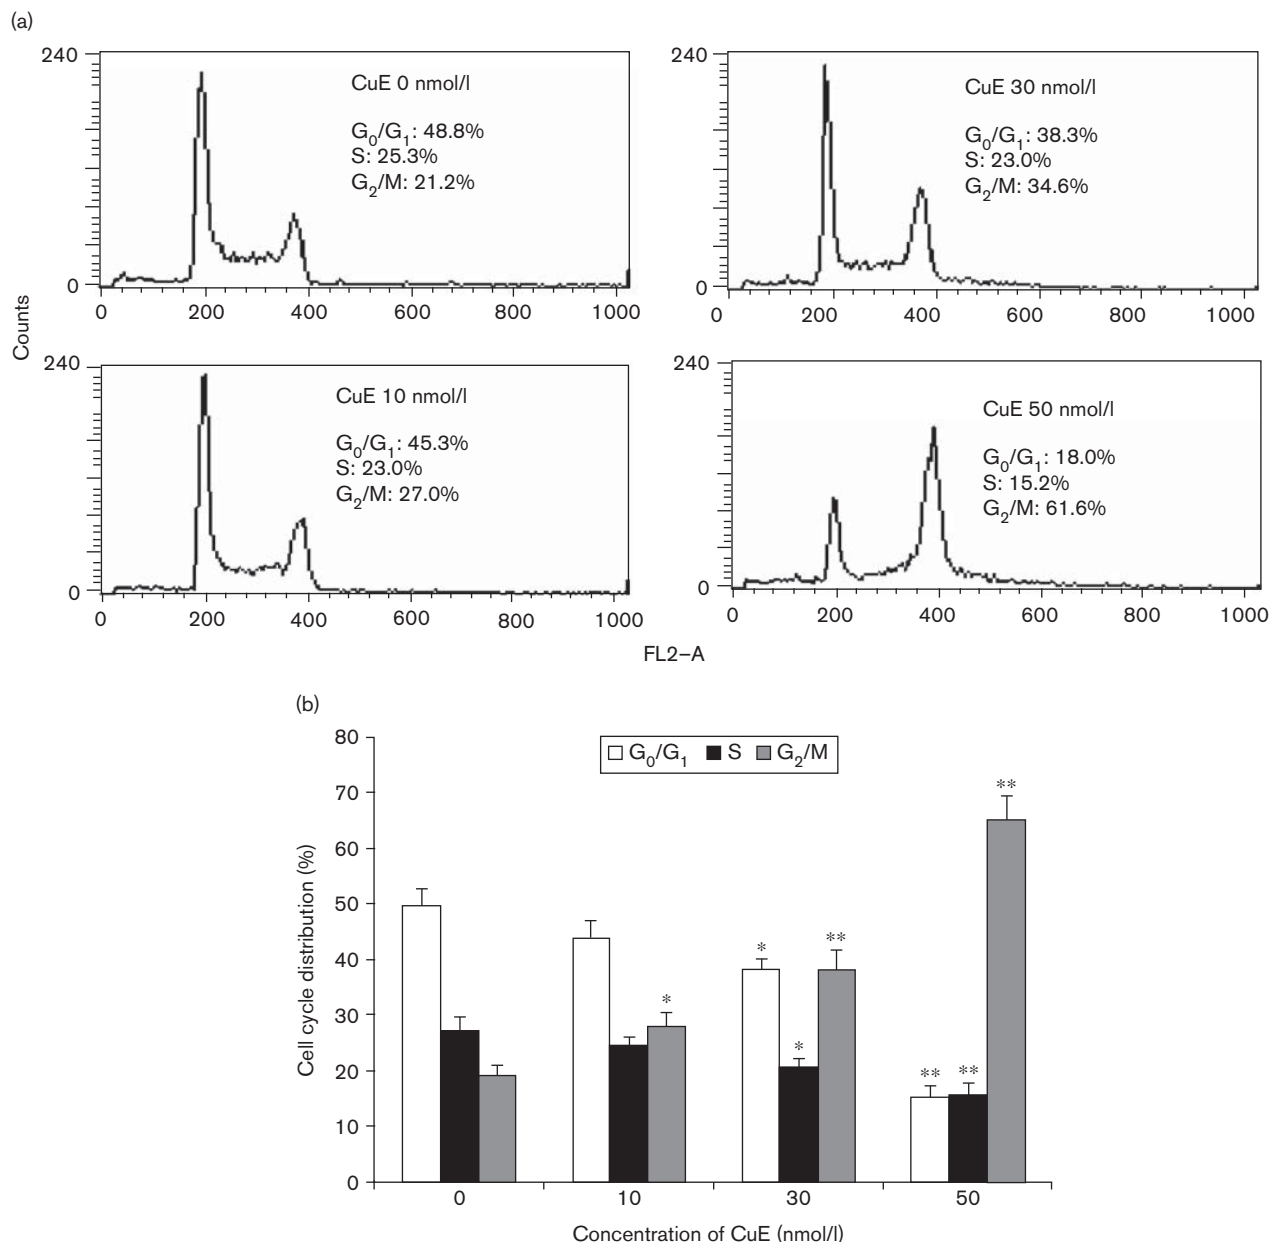 (a)
Counts
240
0
CuE 0 nmol/l
G0/G1: 48.8%
S: 25.3%
G2/M: 21.2%
0 200 400 600 800 1000
240
0
CuE 30 nmol/l
G0/G1: 38.3%
S: 23.0%
G2/M: 34.6%
0 200 400 600 800 1000
240
0
CuE 10 nmol/l
G0/G1: 45.3%
S: 23.0%
G2/M: 27.0%
0 200 400 600 800 1000
240
0
CuE 50 nmol/l
G0/G1: 18.0%
S: 15.2%
G2/M: 61.6%
0 200 400 600 800 1000
FL2–A
(b)
Cell cycle distribution (%)
80
70
60
50
40
30
20
10
0
G0/G1 S G2/M
*
* * **
** ** **
0 10 30 50
Concentration of CuE (nmol/l)